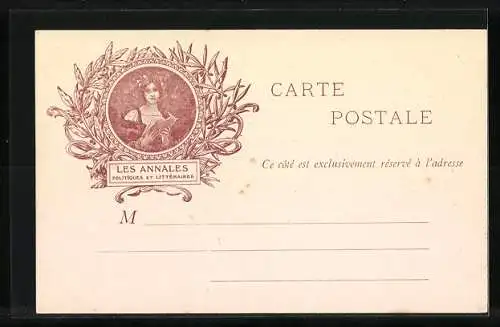 LES ANNALES
POLITIQUES ET LITTÉRAIRES
CARTE
POSTALE
Ce côté est exclusivement réservé à l'adresse
M